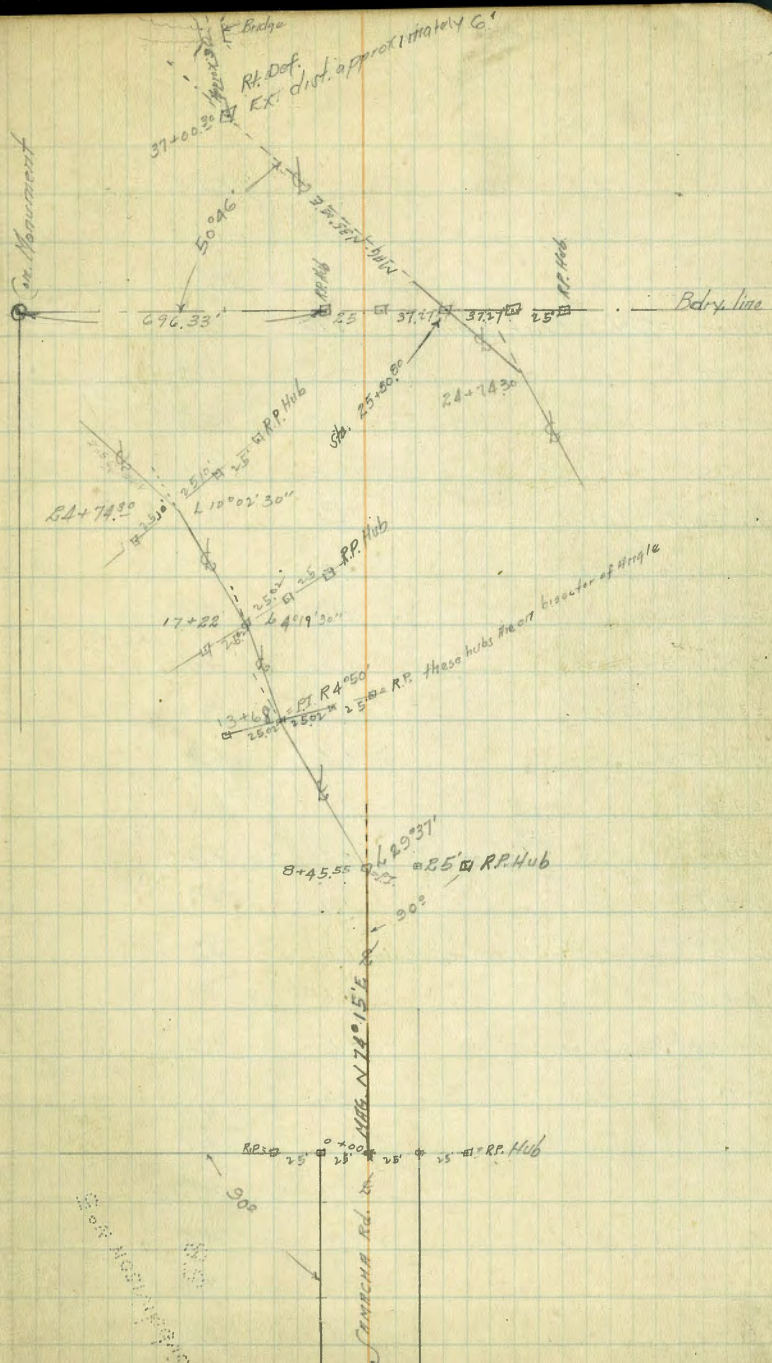 Bridge
Rt. Def.
Ex. dist. approximately 6'
37+00.30
Monument
50°46'
MAG. N35°
R.P. Hub
R.P. Hub
696.33'
25
37.27
37.27
25'
Bdry. line
Sta. 25+50.80
24+74.30
R.P. Hub
25'
25.10'
24+74.30
25.10'
L 10°02'30"
R.P. Hub
25
25.02'
17+22
L 4°19'30"
13+6
=P.I. R 4°50'
25'
= R.P. these hubs are on bisector of Angle
25.02'
25.02
L 29°37'
8+45.55
25' R.P. Hub
90°
MAG. N 74°15' E
0+00
R.P.
25'
25'
25'
25'
=R.P. Hub
90°
Rd.